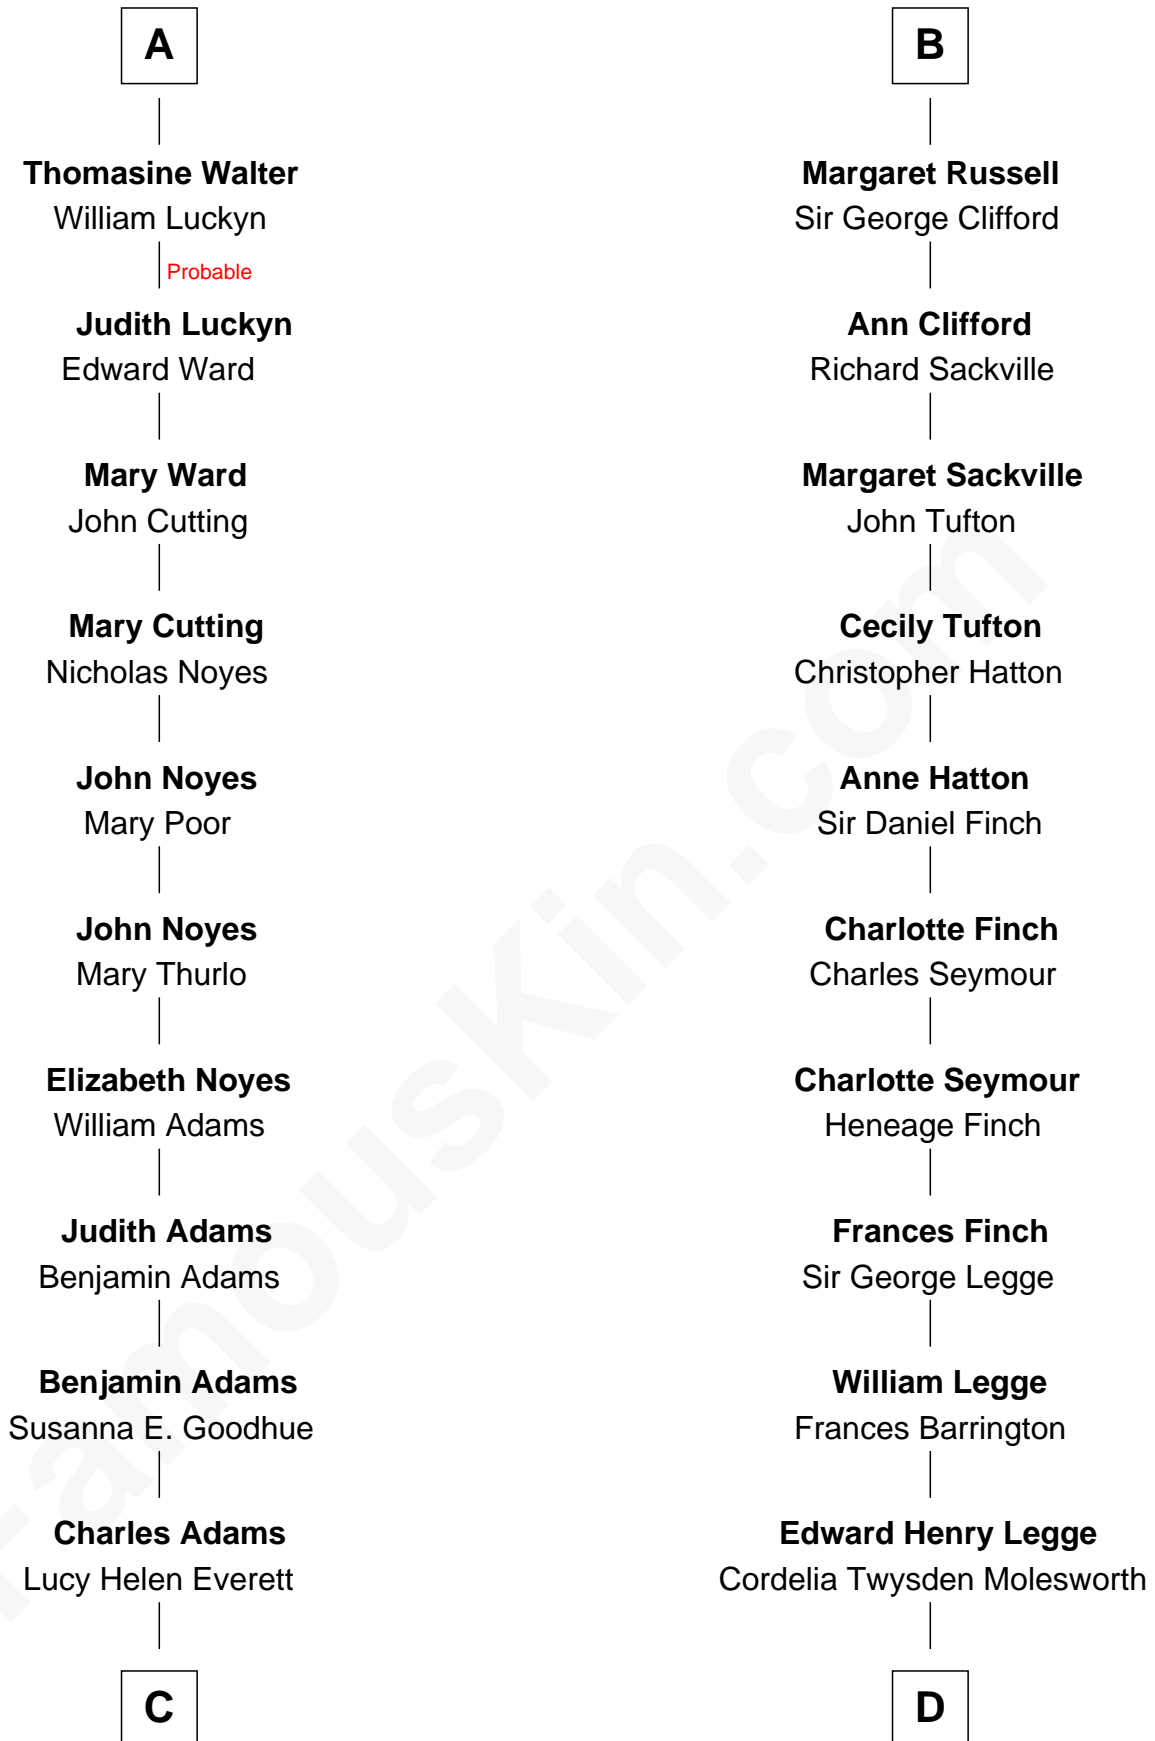 A
Thomasine Walter
William Luckyn
Probable
Judith Luckyn
Edward Ward
Mary Ward
John Cutting
Mary Cutting
Nicholas Noyes
John Noyes
Mary Poor
John Noyes
Mary Thurlo
Elizabeth Noyes
William Adams
Judith Adams
Benjamin Adams
Benjamin Adams
Susanna E. Goodhue
Charles Adams
Lucy Helen Everett
C
B
Margaret Russell
Sir George Clifford
Ann Clifford
Richard Sackville
Margaret Sackville
John Tufton
Cecily Tufton
Christopher Hatton
Anne Hatton
Sir Daniel Finch
Charlotte Finch
Charles Seymour
Charlotte Seymour
Heneage Finch
Frances Finch
Sir George Legge
William Legge
Frances Barrington
Edward Henry Legge
Cordelia Twysden Molesworth
D
FamousKin.com